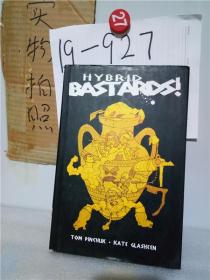 实物拍照
27
19-927
HYBRID
BASTARDS!
TOM PINCHUK · KATE GLASHEEN